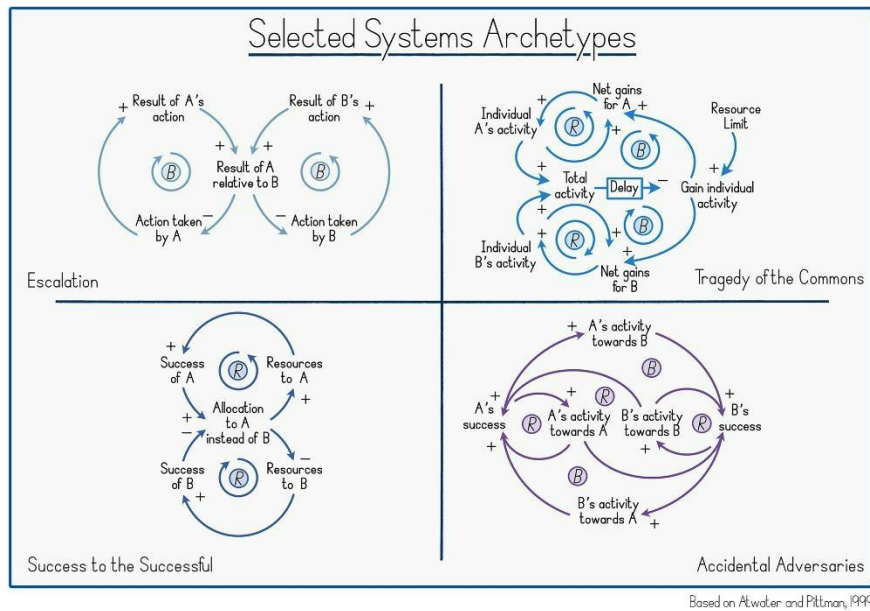 Selected Systems Archetypes
+
Result of A's
action
Result of B's
action
+
+
+
B
Result of A
relative to B
B
−
−
Action taken
by A
Action taken
by B
Escalation
Net gains
for A
+
+
Individual
A's activity
R
+
B
Resource
Limit
+
+
Total
activity
Delay
−
Gain individual
activity
+
+
+
B
Individual
B's activity
R
+
Net gains
for B
Tragedy of the Commons
+
Success
of A
R
Resources
to A
+
+
Allocation
to A
instead of B
−
−
Success
of B
+
R
Resources
to B
Success to the Successful
+
A's activity
towards B
B
+
R
+
+
A's
success
R
A's activity
towards A
B's activity
towards B
R
B's
success
+
+
B
B's activity
towards A
+
Accidental Adversaries
Based on Atwater and Pittman, 1999